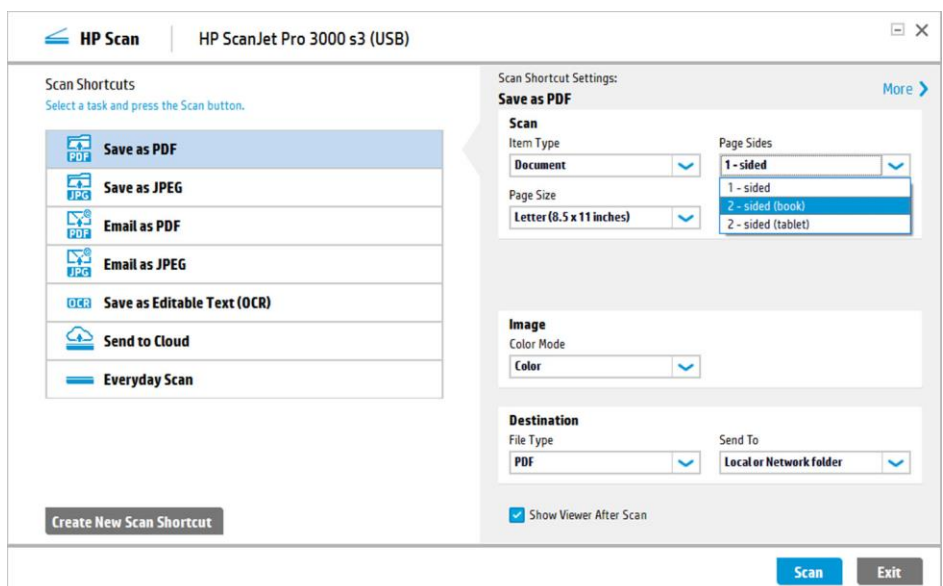 HP Scan
HP ScanJet Pro 3000 s3 (USB)
Scan Shortcuts
Select a task and press the Scan button.
PDF
Save as PDF
JPG
Save as JPEG
PDF
Email as PDF
JPG
Email as JPEG
OCR
Save as Editable Text (OCR)
Send to Cloud
Everyday Scan
Create New Scan Shortcut
Scan Shortcut Settings:
More
Save as PDF
Scan
Item Type
Document
Page Sides
1 - sided
1 - sided
2 - sided (book)
2 - sided (tablet)
Page Size
Letter (8.5 x 11 inches)
Image
Color Mode
Color
Destination
File Type
PDF
Send To
Local or Network folder
Show Viewer After Scan
Scan
Exit